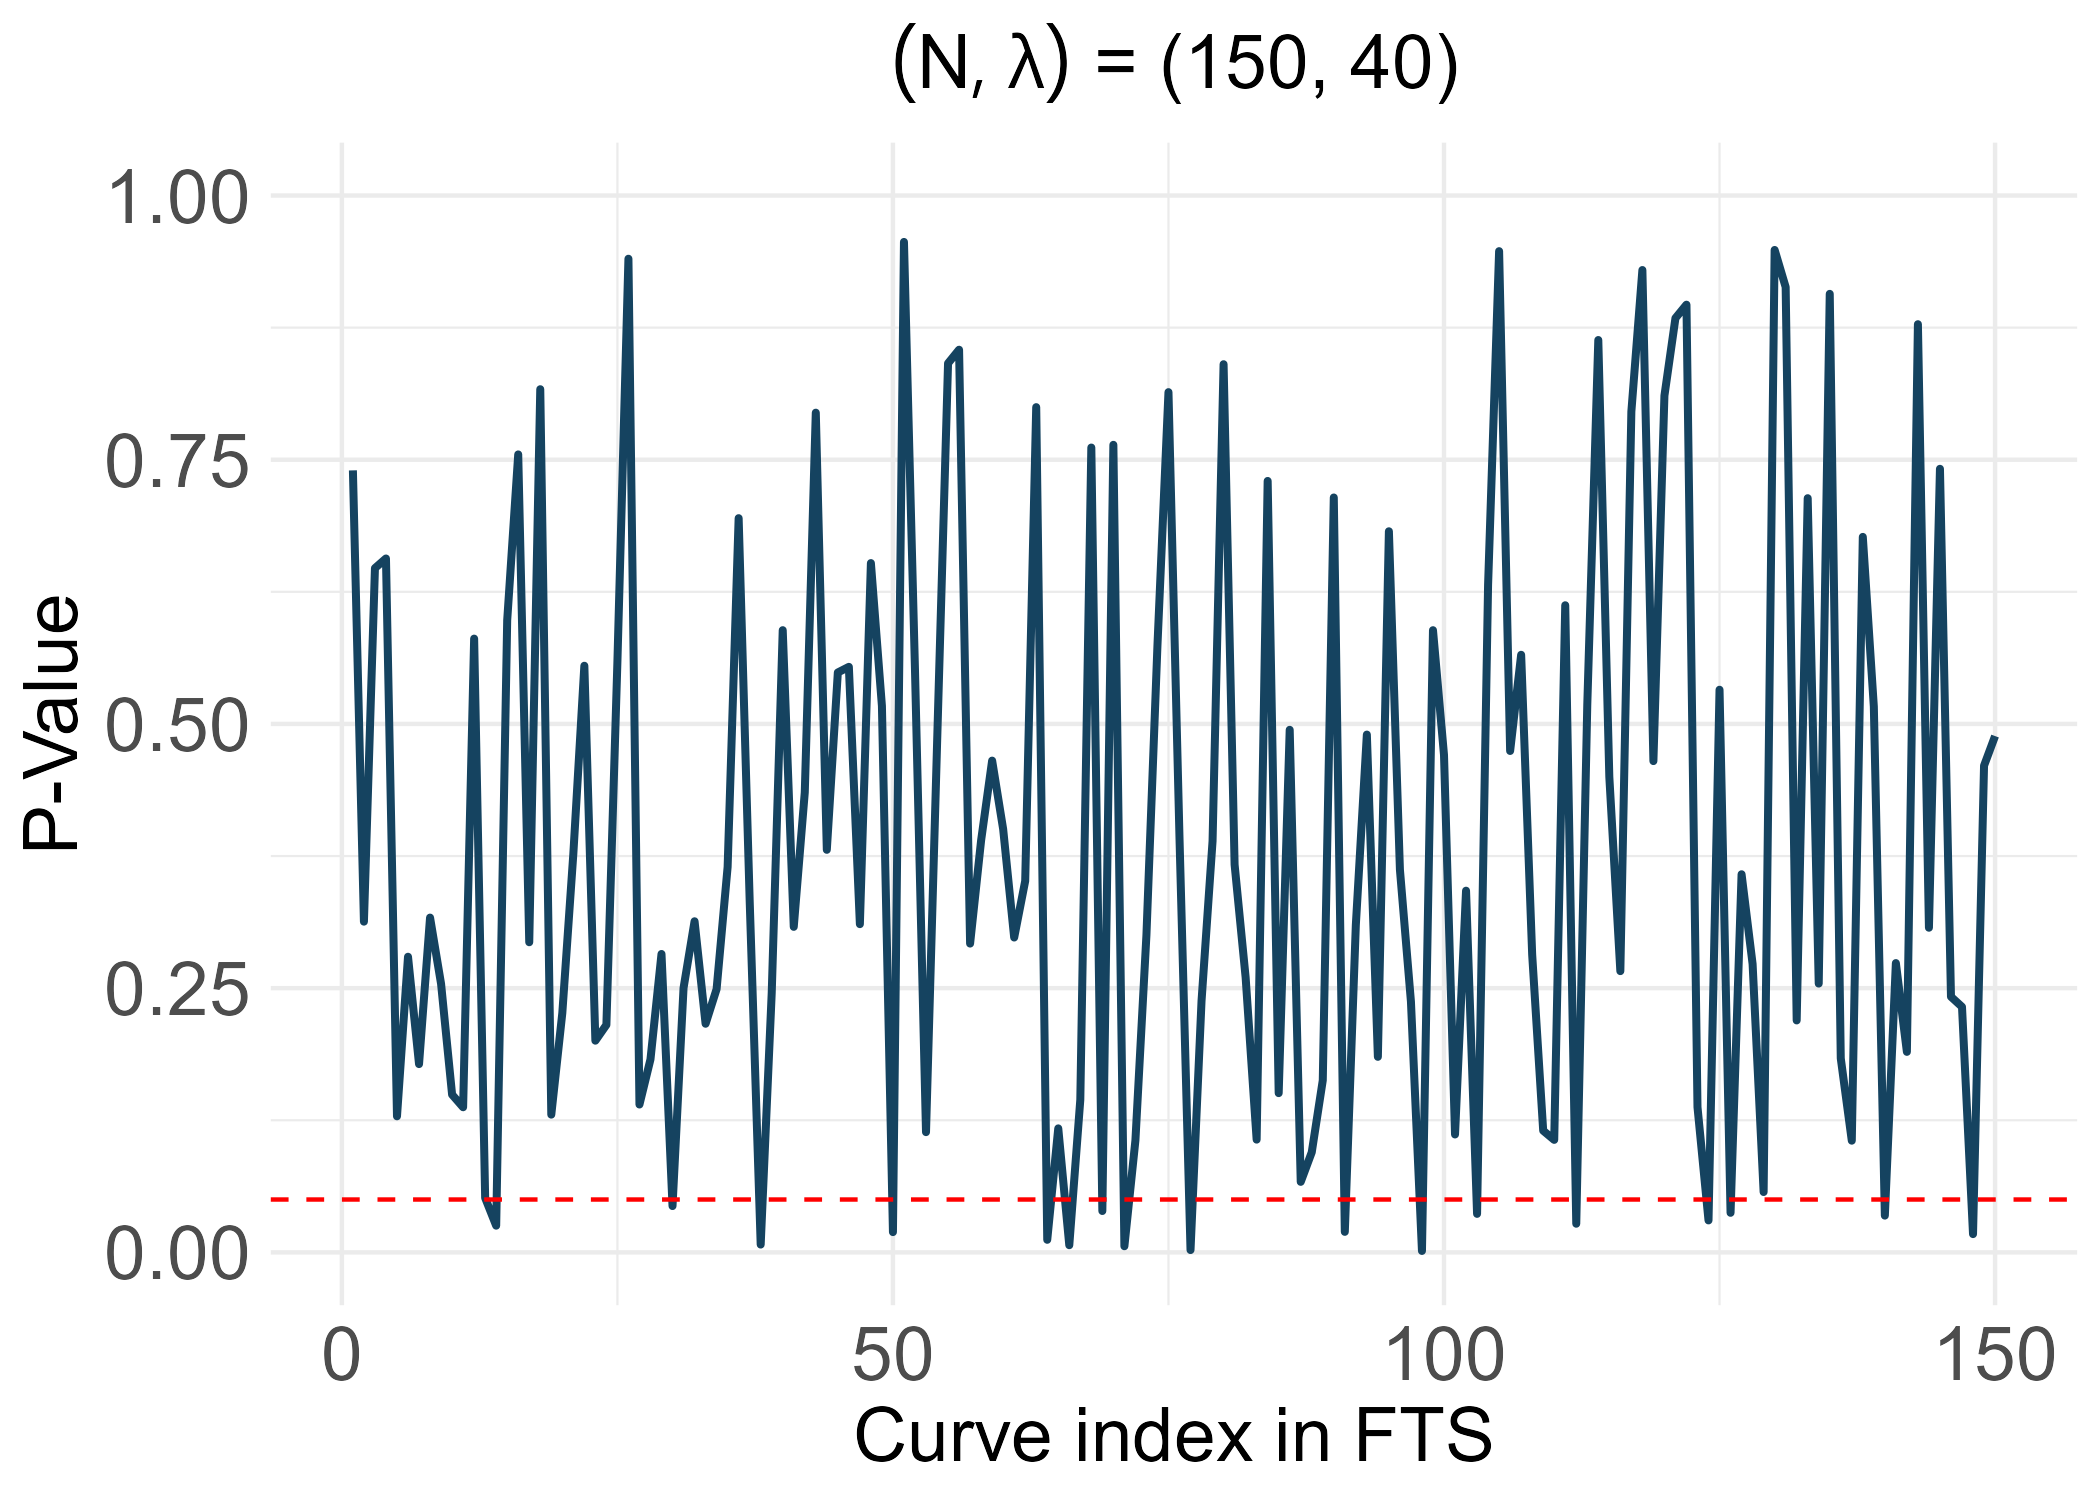 (N, λ) = (150, 40)
1.00
0.75
0.50
0.25
0.00
P-Value
0 50 100 150
Curve index in FTS